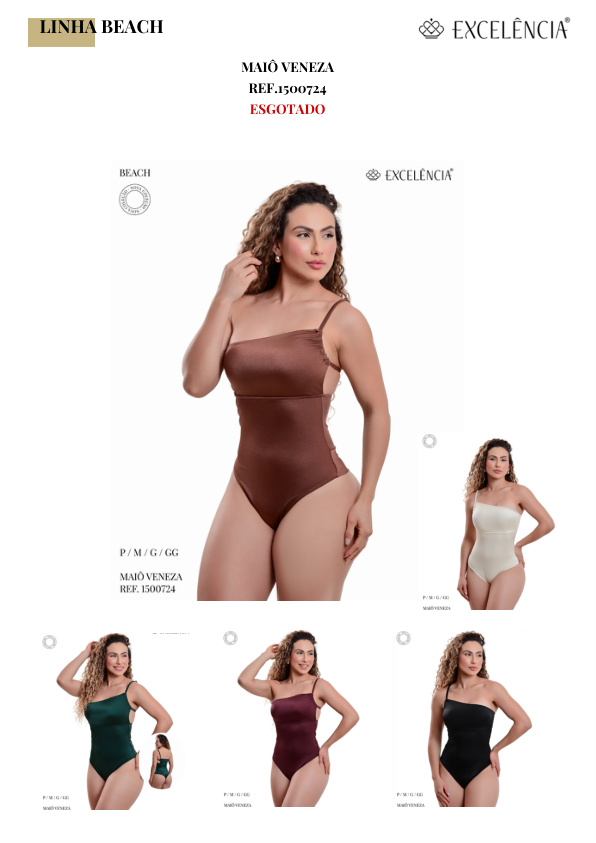 LINHA BEACH
EXCELÊNCIA®
MAIÔ VENEZA
REF.1500724
ESGOTADO
BEACH
EXCELÊNCIA®
P / M / G / GG
MAIÔ VENEZA
REF. 1500724
P / M / G / GG
MAIÔ VENEZA
P / M / G / GG
MAIÔ VENEZA
P / M / G / GG
MAIÔ VENEZA
P / M / G / GG
MAIÔ VENEZA